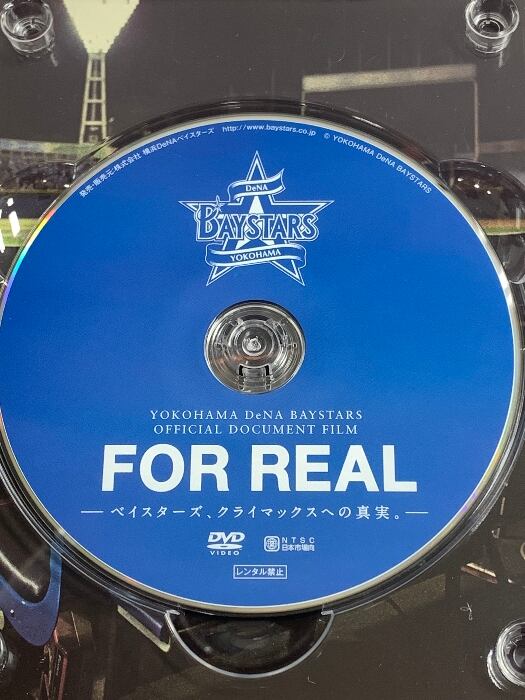 発売・販売元:株式会社 横浜DeNAベイスターズ http://www.baystars.co.jp © YOKOHAMA DeNA BAYSTARS
DeNA
BAYSTARS
YOKOHAMA
YOKOHAMA DeNA BAYSTARS
OFFICIAL DOCUMENT FILM
FOR REAL
― ベイスターズ、クライマックスへの真実。―
DVD
VIDEO
NTSC
日本市場向
レンタル禁止